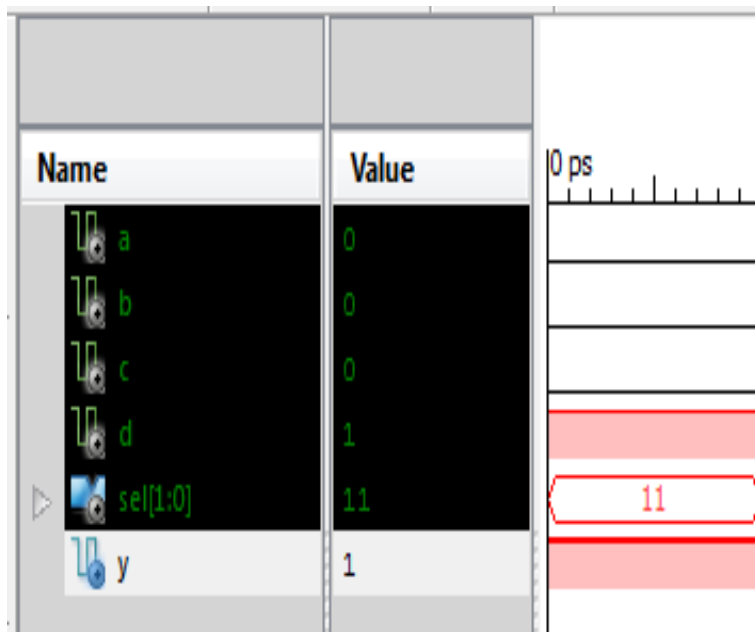 Name Value 0 ps
a 0
b 0
c 0
d 1
sel[1:0] 11 11
y 1